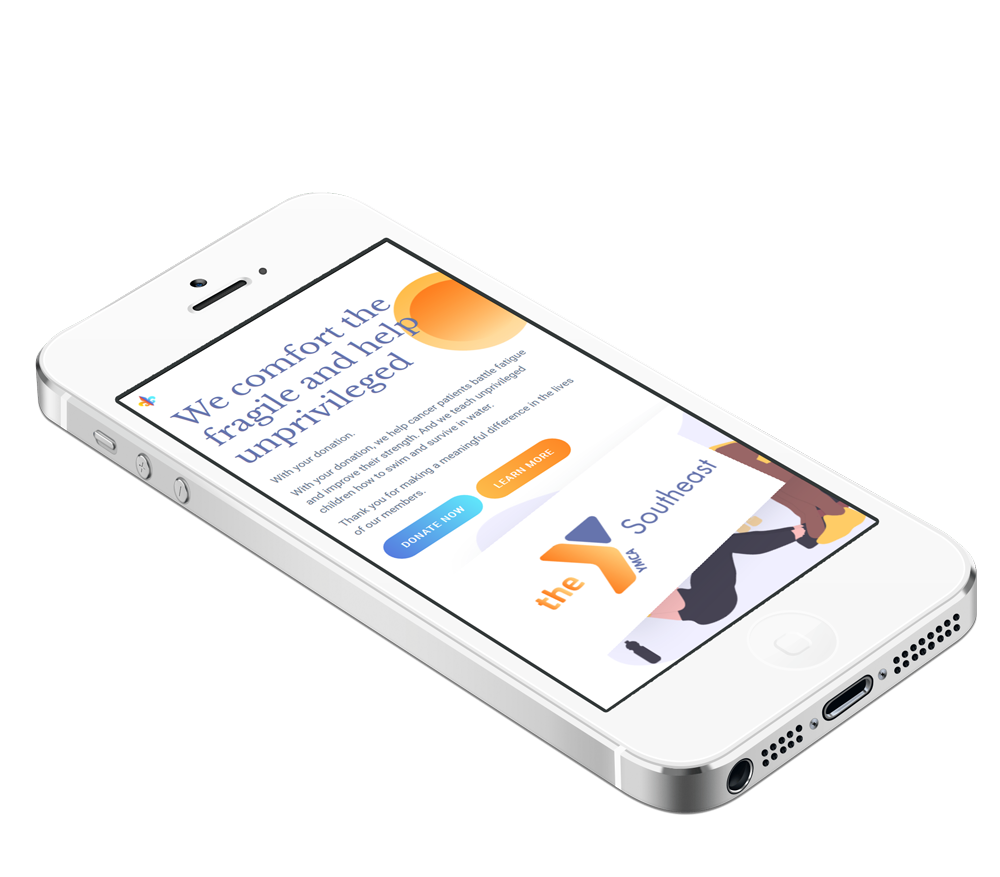 We comfort the
fragile and help
unprivileged
With your donation.
With your donation, we help cancer patients battle fatigue
and improve their strength. And we teach unprivileged
children how to swim and survive in water.
Thank you for making a meaningful difference in the lives
of our members.
DONATE NOW
LEARN MORE
the
YMCA
Southeast